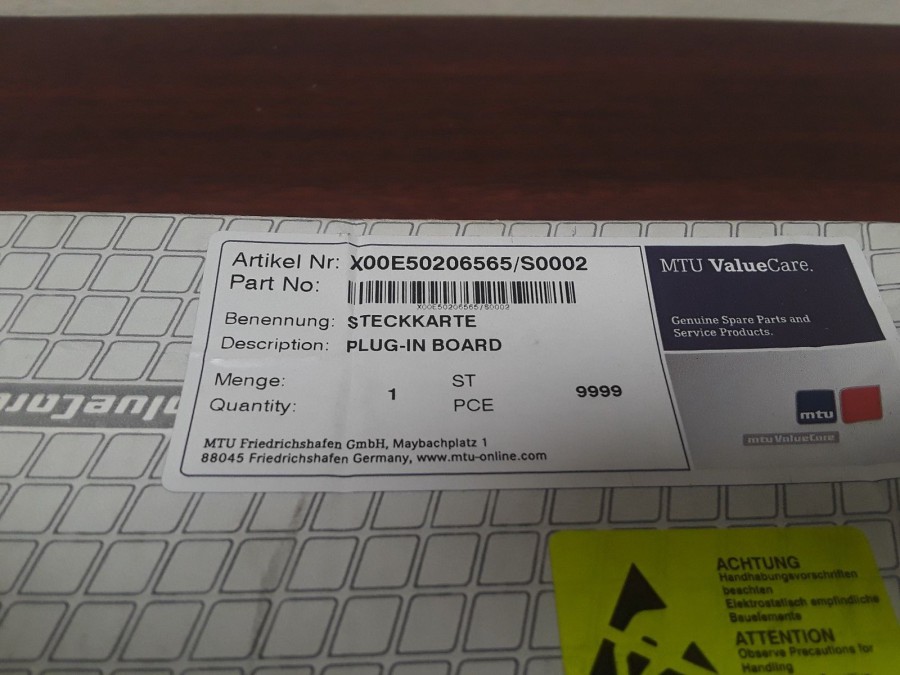 Artikel Nr: X00E50206565/S0002
Part No:
X00E50206565/S0002
Benennung: STECKKARTE
Description: PLUG-IN BOARD
Menge: 1 ST 9999
Quantity: PCE
MTU Friedrichshafen GmbH, Maybachplatz 1
88045 Friedrichshafen Germany, www.mtu-online.com
MTU ValueCare.
Genuine Spare Parts and
Service Products.
mtu
mtu ValueCare
ValueCare
ACHTUNG
Handhabungsvorschriften
beachten
Elektrostatisch empfindliche
Bauelemente
ATTENTION
Observe Precautions for
Handling